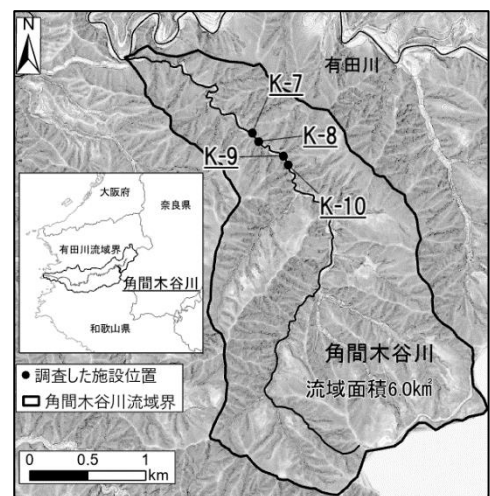 N
有田川
K-7
K-8
K-9
K-10
大阪府
奈良県
有田川流域界
角間木谷川
和歌山県
角間木谷川
流域面積6.0k㎡
●調査した施設位置
角間木谷川流域界
0 0.5 1
km